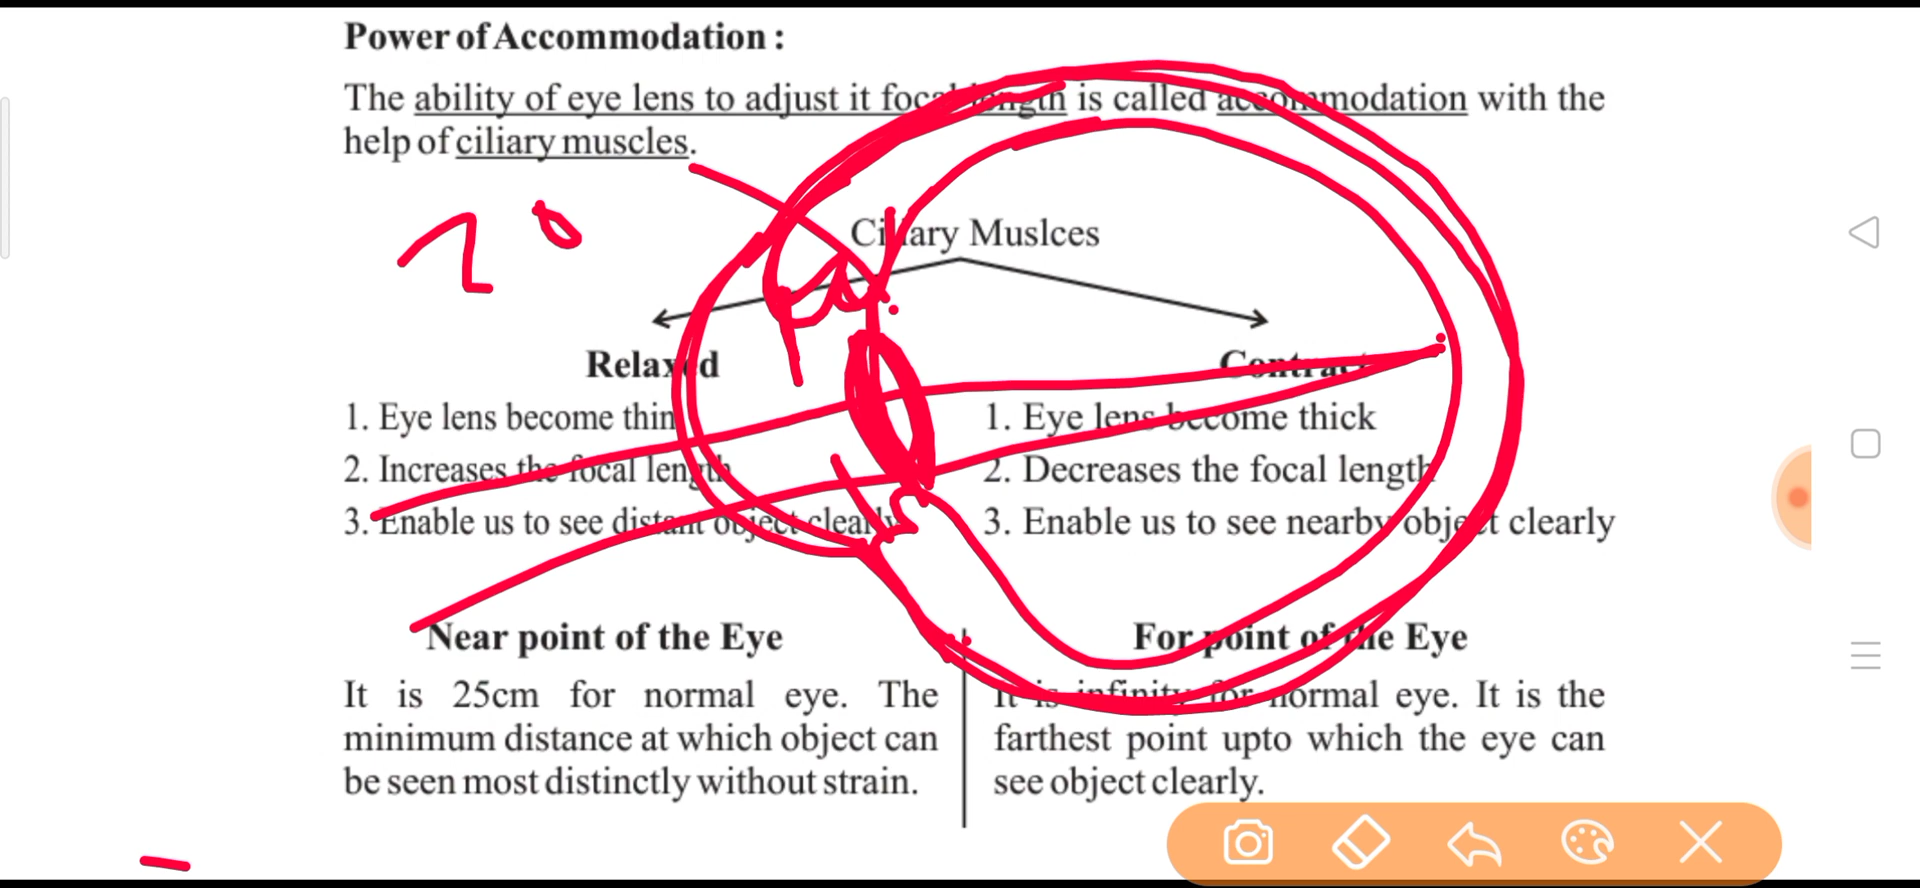 Power of Accommodation :
The ability of eye lens to adjust it focal length is called accommodation with the
help of ciliary muscles.
Ciliary Muslces
Relaxed
Contract
1. Eye lens become thin
1. Eye lens become thick
2. Increases the focal length
2. Decreases the focal length
3. Enable us to see distant object clearly
3. Enable us to see nearby object clearly
Near point of the Eye
It is 25cm for normal eye. The
minimum distance at which object can
be seen most distinctly without strain.
For point of the Eye
It is infinity for normal eye. It is the
farthest point upto which the eye can
see object clearly.